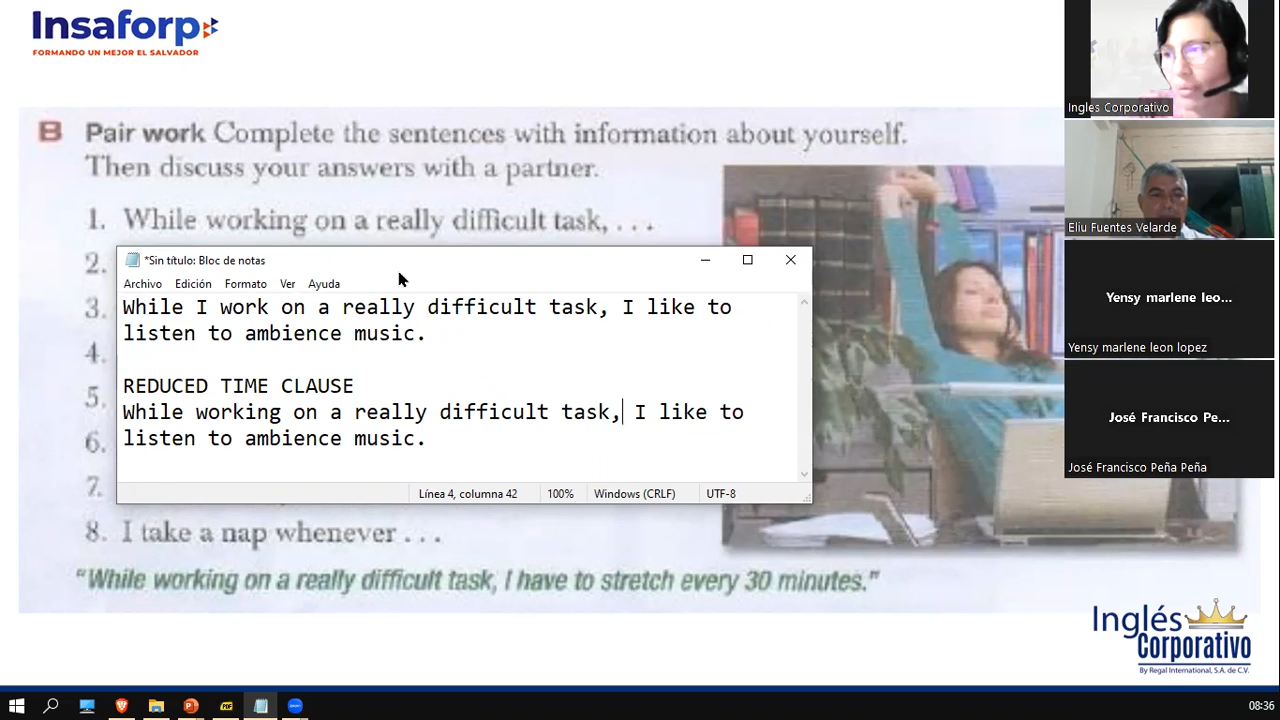 Insaforp
FORMANDO UN MEJOR EL SALVADOR
B Pair work Complete the sentences with information about yourself.
Then discuss your answers with a partner.
1. While working on a really difficult task, . . .
2.
3.
4.
5.
6.
7.
8. I take a nap whenever . . .
"While working on a really difficult task, I have to stretch every 30 minutes."
*Sin título: Bloc de notas
Archivo Edición Formato Ver Ayuda
While I work on a really difficult task, I like to
listen to ambience music.
REDUCED TIME CLAUSE
While working on a really difficult task, I like to
listen to ambience music.
Línea 4, columna 42 100% Windows (CRLF) UTF-8
Ingles Corporativo
Eliu Fuentes Velarde
Yensy marlene leo...
Yensy marlene leon lopez
José Francisco Pe...
José Francisco Peña Peña
Inglés
Corporativo
By Regal International, S.A. de C.V.
08:36